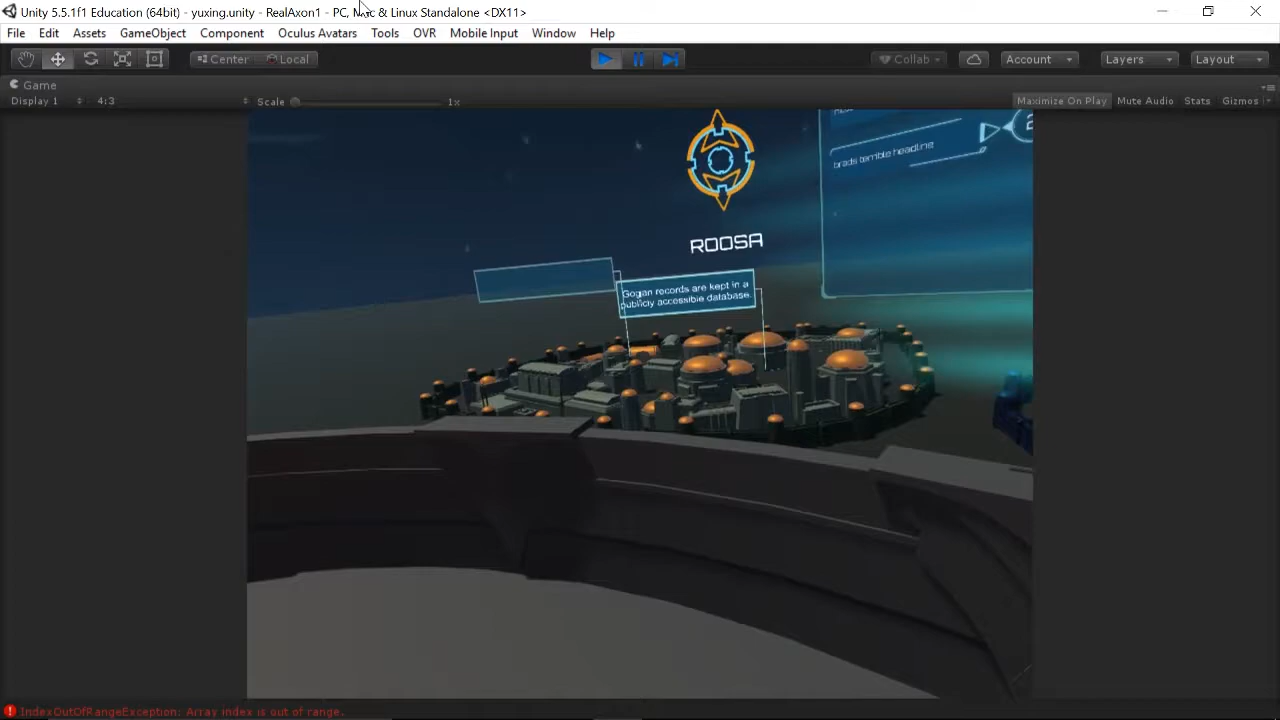 Unity 5.5.1f1 Education (64bit) - yuxing.unity - RealAxon1 - PC, Mac & Linux Standalone <DX11>
File Edit Assets GameObject Component Oculus Avatars Tools OVR Mobile Input Window Help
Center Local Collab Account Layers Layout
Game
Display 1 4:3 Scale 1x Maximize On Play Mute Audio Stats Gizmos
brads terrible headline
ROOSA
Gogan records are kept in a
publicly accessible database.
IndexOutOfRangeException: Array index is out of range.